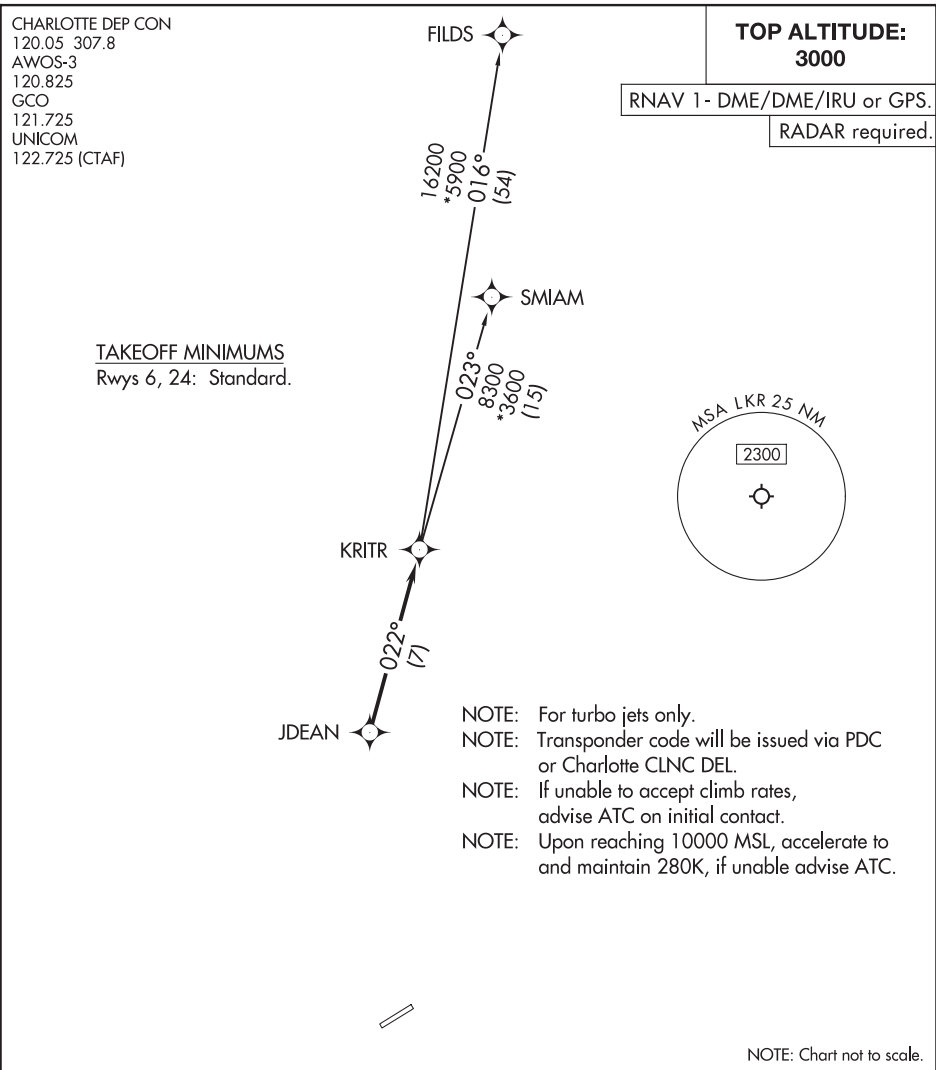 CHARLOTTE DEP CON
120.05 307.8
AWOS-3
120.825
GCO
121.725
UNICOM
122.725 (CTAF)
TOP ALTITUDE:
3000
RNAV 1- DME/DME/IRU or GPS.
RADAR required.
FILDS
16200
*5900
016°
(54)
SMIAM
023°
8300
*3600
(15)
TAKEOFF MINIMUMS
Rwys 6, 24: Standard.
MSA LKR 25 NM
2300
KRITR
022°
(7)
JDEAN
NOTE: For turbo jets only.
NOTE: Transponder code will be issued via PDC
or Charlotte CLNC DEL.
NOTE: If unable to accept climb rates,
advise ATC on initial contact.
NOTE: Upon reaching 10000 MSL, accelerate to
and maintain 280K, if unable advise ATC.
NOTE: Chart not to scale.